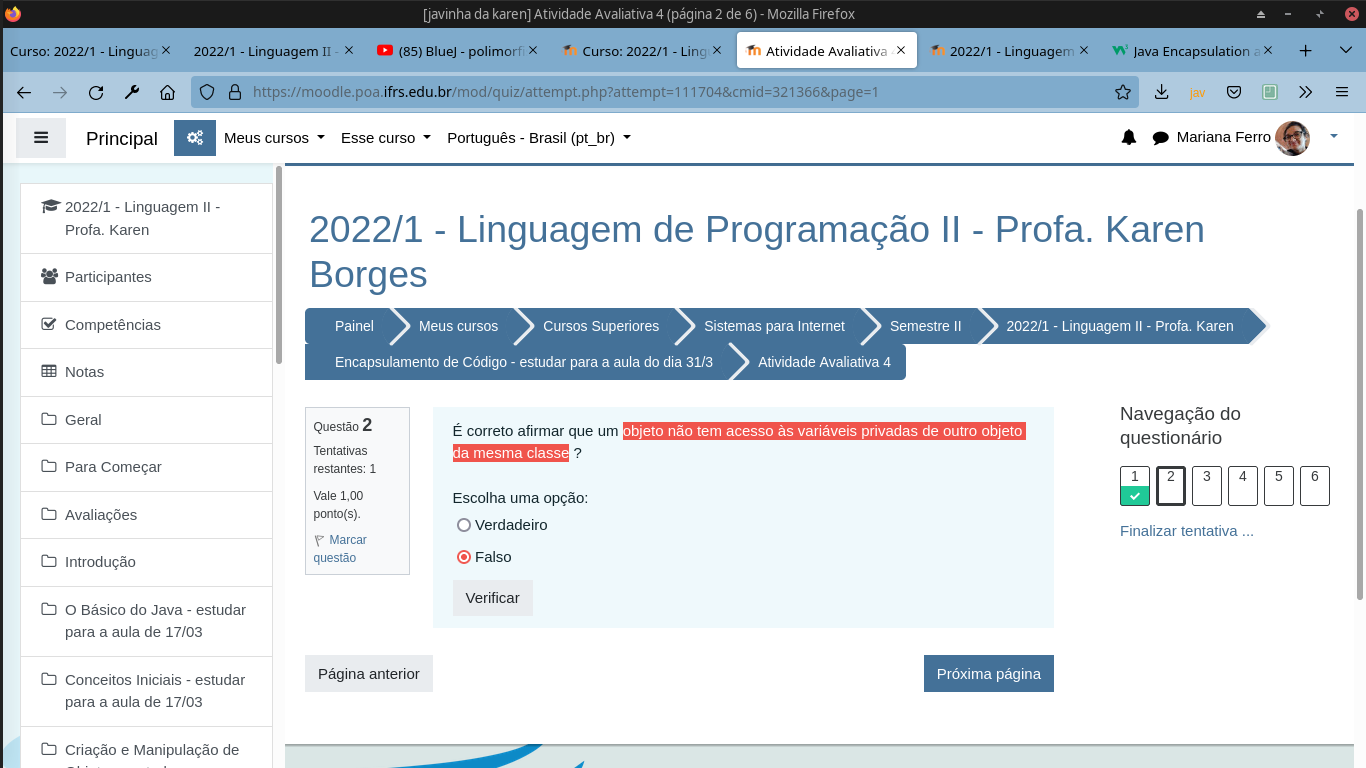 [javinha da karen] Atividade Avaliativa 4 (página 2 de 6) - Mozilla Firefox
Curso: 2022/1 - Linguag
2022/1 - Linguagem II -
(85) BlueJ - polimorfi
Curso: 2022/1 - Ling
Atividade Avaliativa
2022/1 - Linguagem
Java Encapsulation a
https://moodle.poa.ifrs.edu.br/mod/quiz/attempt.php?attempt=111704&cmid=321366&page=1
jav
Principal
Meus cursos
Esse curso
Português - Brasil (pt_br)
Mariana Ferro
2022/1 - Linguagem II -
Profa. Karen
Participantes
Competências
Notas
Geral
Para Começar
Avaliações
Introdução
O Básico do Java - estudar
para a aula de 17/03
Conceitos Iniciais - estudar
para a aula de 17/03
Criação e Manipulação de
2022/1 - Linguagem de Programação II - Profa. Karen
Borges
Painel
Meus cursos
Cursos Superiores
Sistemas para Internet
Semestre II
2022/1 - Linguagem II - Profa. Karen
Encapsulamento de Código - estudar para a aula do dia 31/3
Atividade Avaliativa 4
Questão 2
Tentativas
restantes: 1
Vale 1,00
ponto(s).
Marcar
questão
É correto afirmar que um objeto não tem acesso às variáveis privadas de outro objeto
da mesma classe ?
Escolha uma opção:
Verdadeiro
Falso
Verificar
Página anterior
Próxima página
Navegação do
questionário
1 2 3 4 5 6
Finalizar tentativa ...